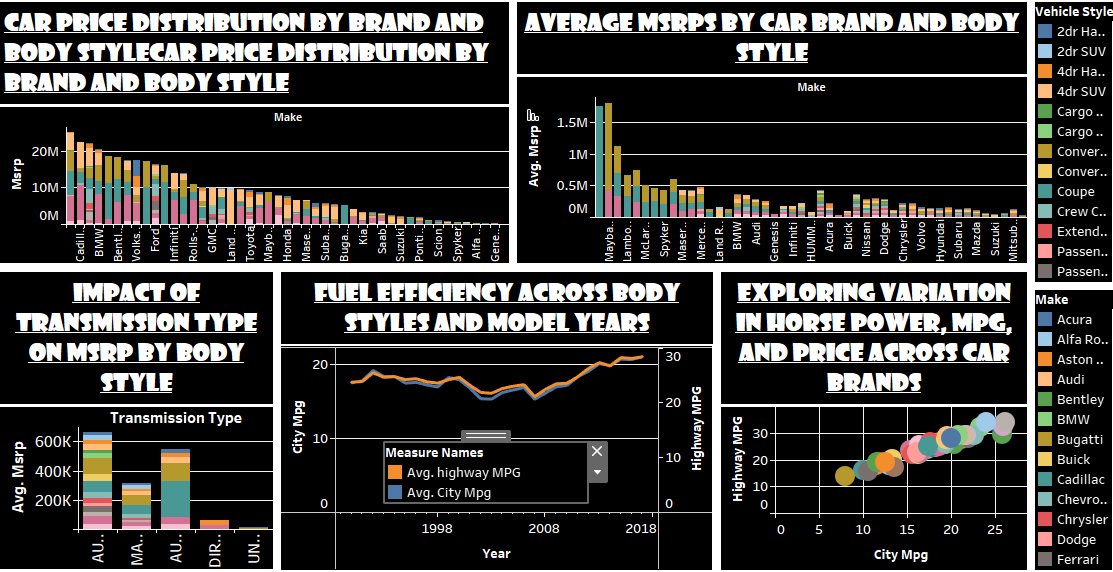 CAR PRICE DISTRIBUTION BY BRAND AND
BODY STYLECAR PRICE DISTRIBUTION BY
BRAND AND BODY STYLE
Make
Msrp
20M
10M
0M
Cadill..
BMW
Bentl..
Volks..
Ford
Infiniti
Rolls-..
GMC
Land ..
Toyota
Mayb..
Honda
Mase..
Suba..
Buga..
Kia
Saab
Suzuki
Ponti..
Scion
Spyker
Alfa ..
Gene..
AVERAGE MSRPS BY CAR BRAND AND BODY
STYLE
Make
Avg. Msrp
1.5M
1M
0.5M
0M
Mayba..
Lambo..
McLar..
Spyker
Maser..
Merce..
Land R..
BMW
Audi
Genesis
Infiniti
HUMM..
Acura
Buick
Nissan
Dodge
Chrysler
Volvo
Hyundai
Subaru
Mazda
Suzuki
Mitsub..
Vehicle Style
2dr Ha..
2dr SUV
4dr Ha..
4dr SUV
Cargo ..
Cargo ..
Conver..
Conver..
Coupe
Crew C..
Extend..
Passen..
Passen..
IMPACT OF
TRANSMISSION TYPE
ON MSRP BY BODY
STYLE
Transmission Type
Avg. Msrp
600K
400K
200K
AU..
MA..
AU..
DIR..
UN..
FUEL EFFICIENCY ACROSS BODY
STYLES AND MODEL YEARS
City Mpg
20
10
0
Highway MPG
30
20
10
0
Measure Names
Avg. highway MPG
Avg. City Mpg
1998
2008
2018
Year
EXPLORING VARIATION
IN HORSE POWER, MPG,
AND PRICE ACROSS CAR
BRANDS
Highway MPG
30
20
10
0
0
5
10
15
20
25
City Mpg
Make
Acura
Alfa Ro..
Aston ..
Audi
Bentley
BMW
Bugatti
Buick
Cadillac
Chevro..
Chrysler
Dodge
Ferrari